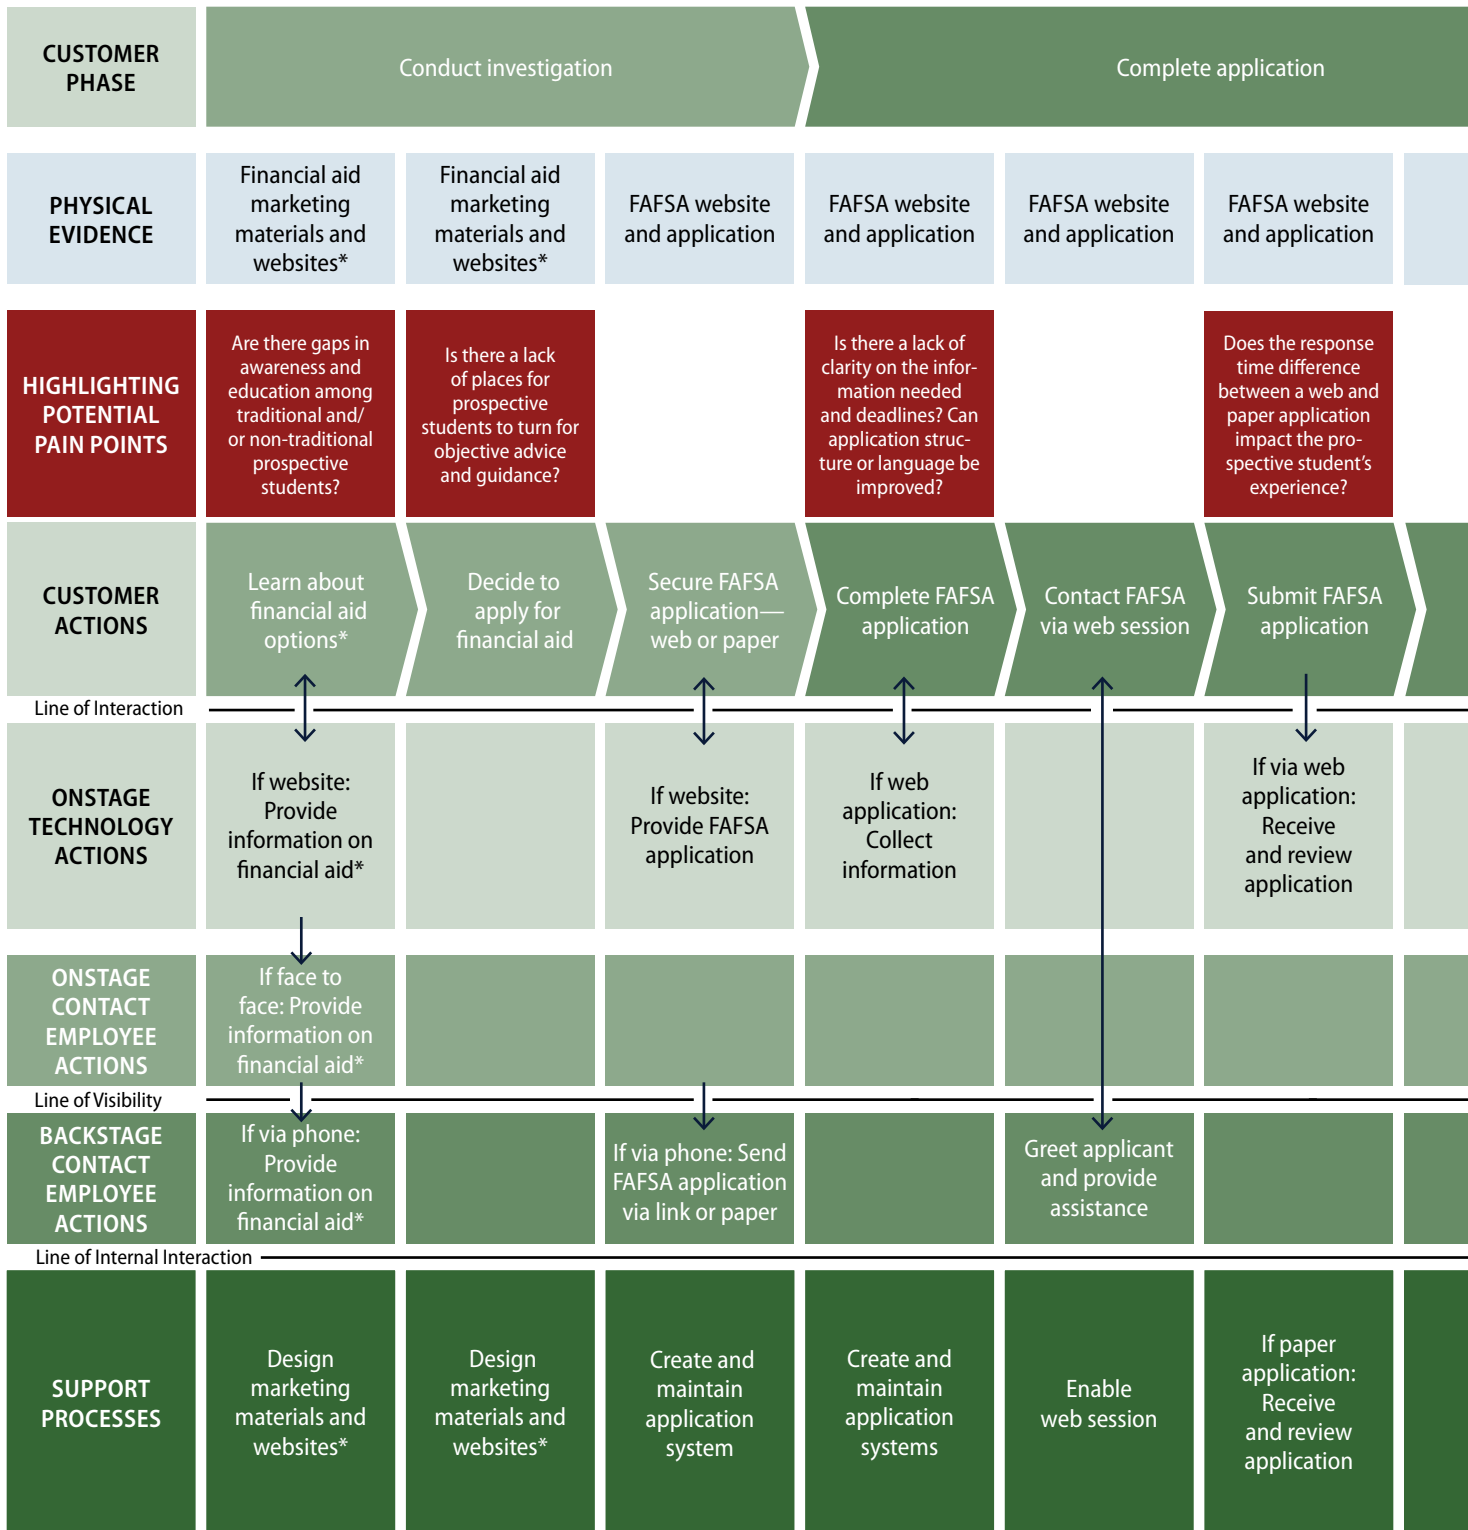 CUSTOMER
PHASE
Conduct investigation
Complete application
PHYSICAL
EVIDENCE
Financial aid
marketing
materials and
websites*
Financial aid
marketing
materials and
websites*
FAFSA website
and application
FAFSA website
and application
FAFSA website
and application
FAFSA website
and application
HIGHLIGHTING
POTENTIAL
PAIN POINTS
Are there gaps in
awareness and
education among
traditional and/
or non-traditional
prospective
students?
Is there a lack
of places for
prospective
students to turn for
objective advice
and guidance?
Is there a lack of
clarity on the infor-
mation needed
and deadlines? Can
application struc-
ture or language be
improved?
Does the response
time difference
between a web and
paper application
impact the pro-
spective student’s
experience?
CUSTOMER
ACTIONS
Learn about
financial aid
options*
Decide to
apply for
financial aid
Secure FAFSA
application—
web or paper
Complete FAFSA
application
Contact FAFSA
via web session
Submit FAFSA
application
Line of Interaction
ONSTAGE
TECHNOLOGY
ACTIONS
If website:
Provide
information on
financial aid*
If website:
Provide FAFSA
application
If web
application:
Collect
information
If via web
application:
Receive
and review
application
ONSTAGE
CONTACT
EMPLOYEE
ACTIONS
If face to
face: Provide
information on
financial aid*
Line of Visibility
BACKSTAGE
CONTACT
EMPLOYEE
ACTIONS
If via phone:
Provide
information on
financial aid*
If via phone: Send
FAFSA application
via link or paper
Greet applicant
and provide
assistance
Line of Internal Interaction
SUPPORT
PROCESSES
Design
marketing
materials and
websites*
Design
marketing
materials and
websites*
Create and
maintain
application
system
Create and
maintain
application
systems
Enable
web session
If paper
application:
Receive
and review
application